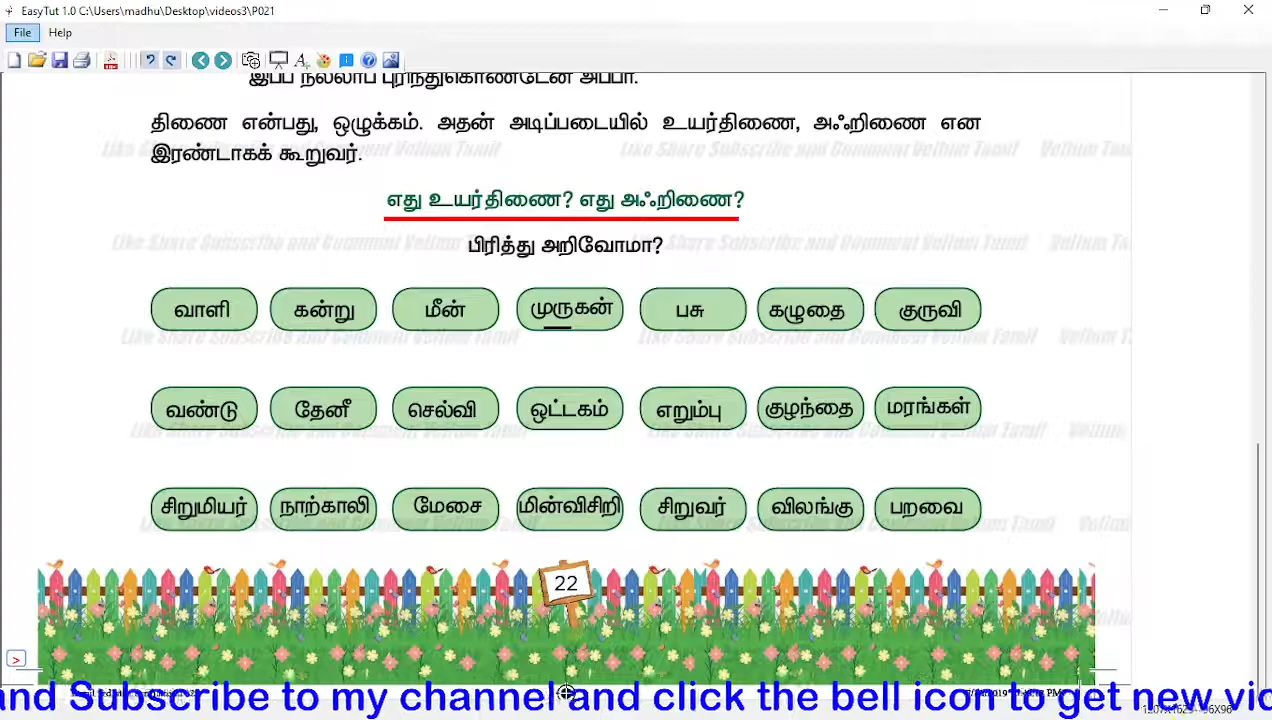 EasyTut 1.0 C:\Users\madhu\Desktop\videos3\P021
File Help
இப்ப நல்லாப் புரிந்துகொண்டேன் அப்பா.
திணை என்பது, ஒழுக்கம். அதன் அடிப்படையில் உயர்திணை, அஃறிணை என
இரண்டாகக் கூறுவர்.
எது உயர்திணை? எது அஃறிணை?
பிரித்து அறிவோமா?
வாளி கன்று மீன் முருகன் பசு கழுதை குருவி
வண்டு தேனீ செல்வி ஒட்டகம் எறும்பு குழந்தை மரங்கள்
சிறுமியர் நாற்காலி மேசை மின்விசிறி சிறுவர் விலங்கு பறவை
22
and Subscribe to my channel and click the bell icon to get new vid